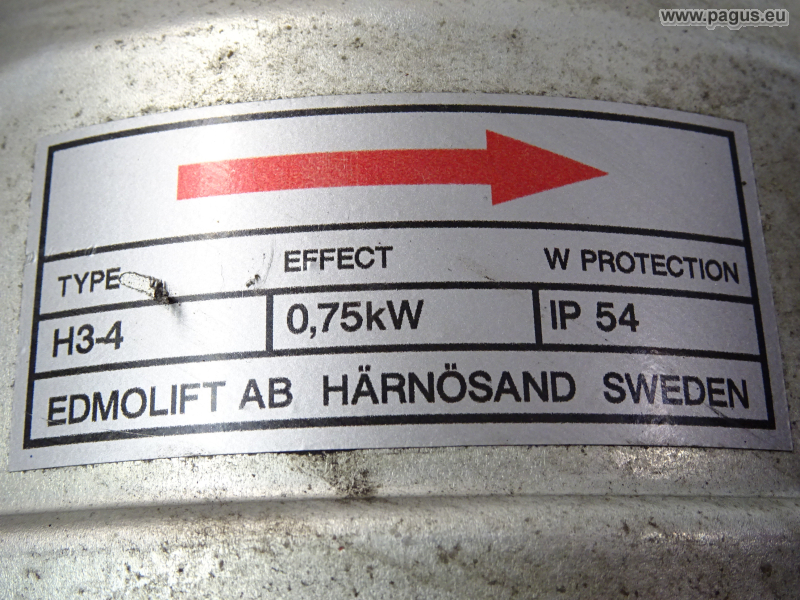 www.pagus.eu
TYPE EFFECT W PROTECTION
H3-4 0,75kW IP 54
EDMOLIFT AB HÄRNÖSAND SWEDEN